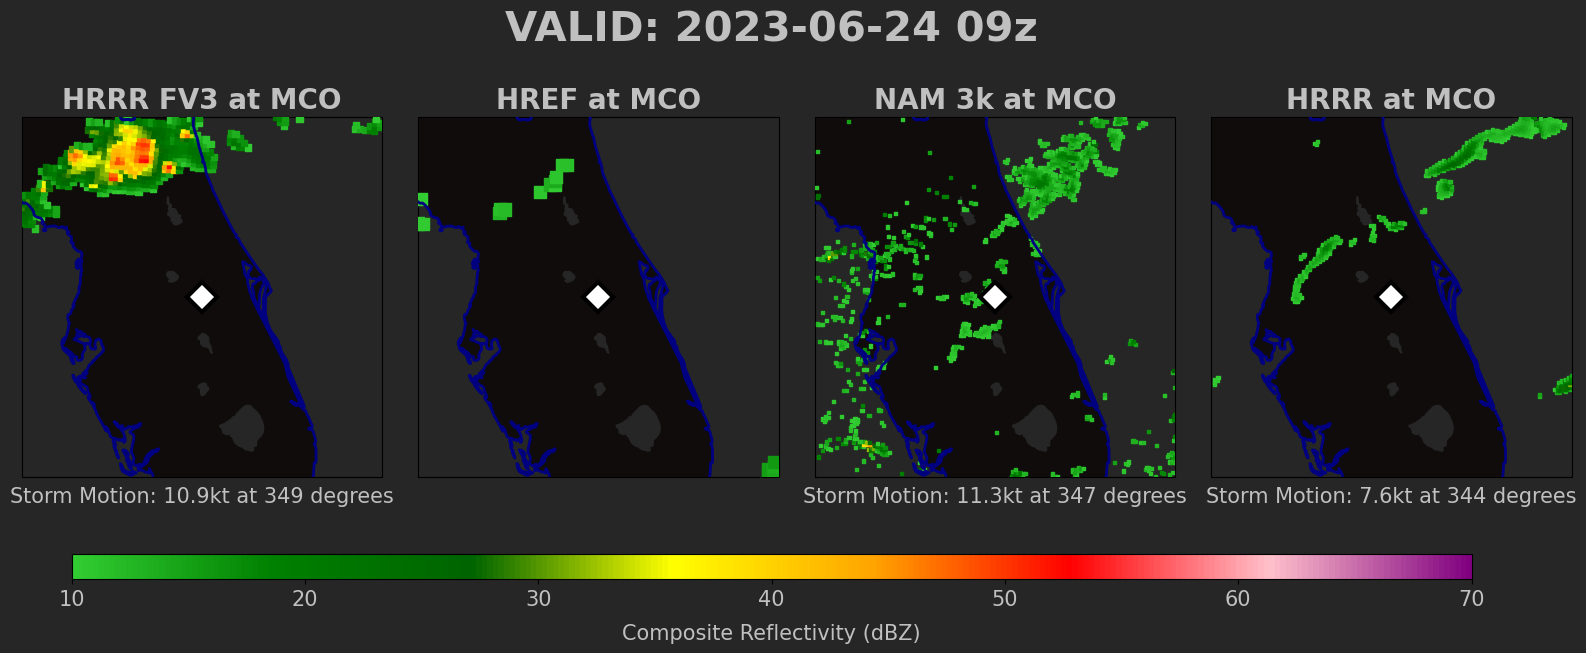 VALID: 2023-06-24 09z
HRRR FV3 at MCO
HREF at MCO
NAM 3k at MCO
HRRR at MCO
Storm Motion: 10.9kt at 349 degrees
Storm Motion: 11.3kt at 347 degrees
Storm Motion: 7.6kt at 344 degrees
10 20 30 40 50 60 70
Composite Reflectivity (dBZ)